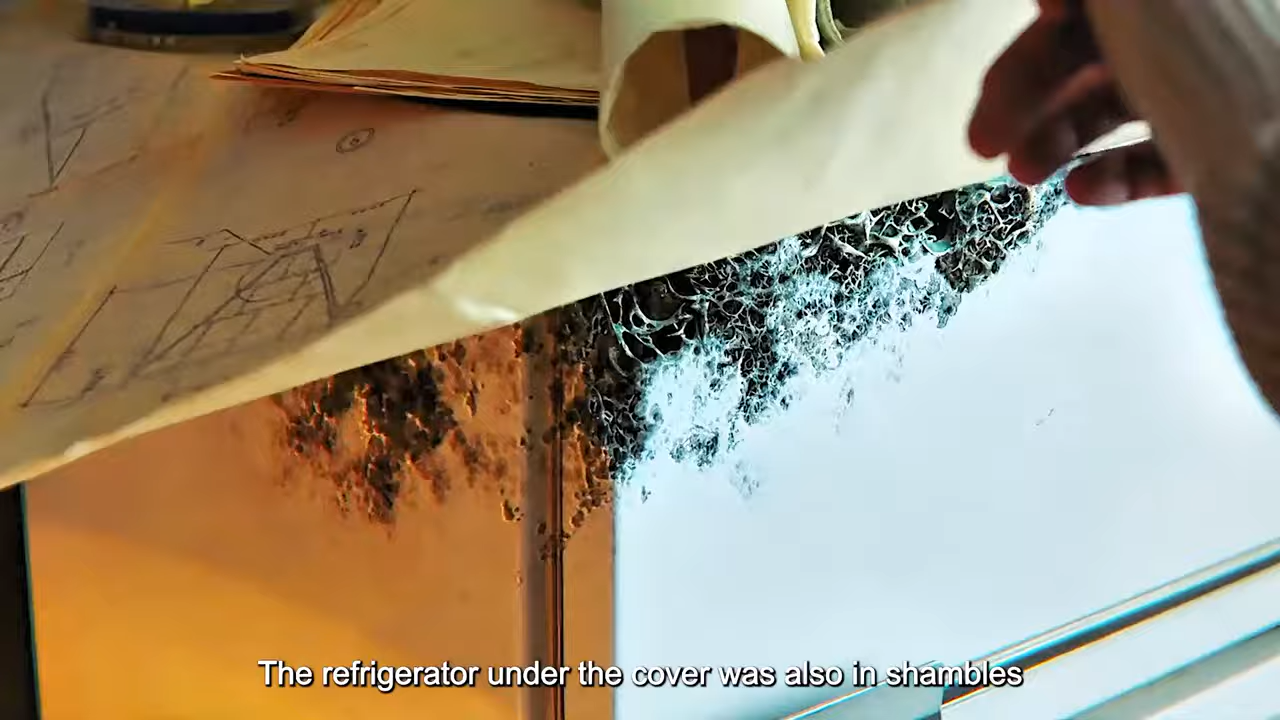 The refrigerator under the cover was also in shambles